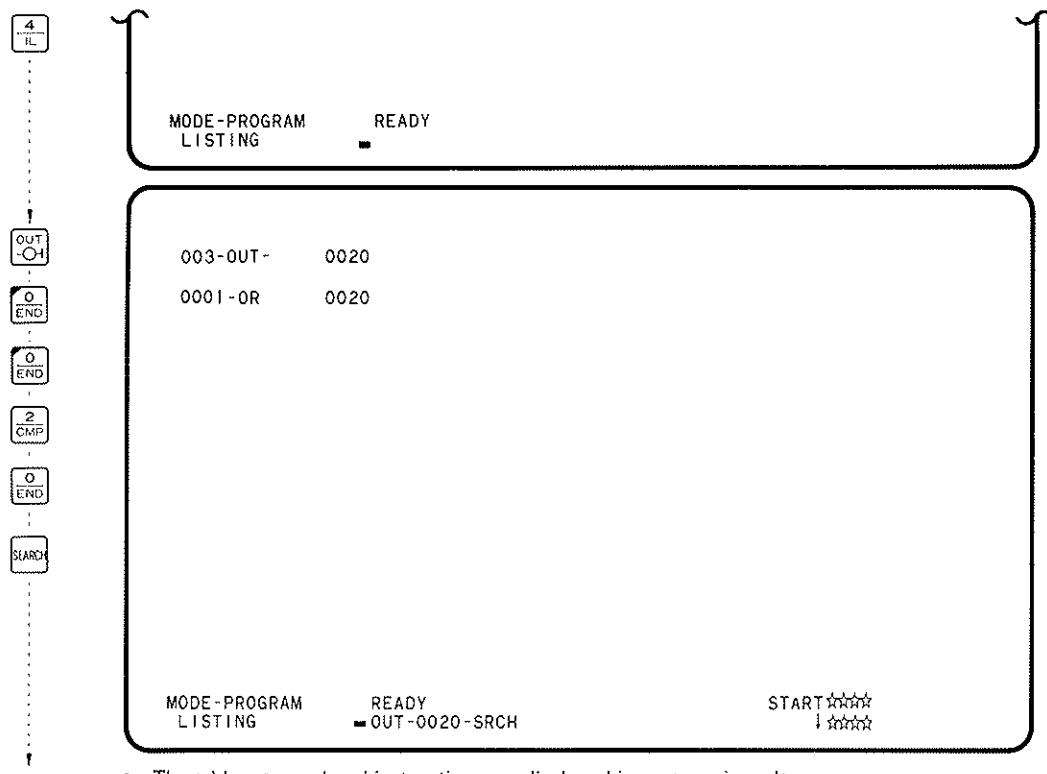 4
IL
MODE-PROGRAM READY
LISTING
OUT
003-OUT- 0020
0
END
0001-OR 0020
0
END
2
CMP
0
END
SEARCH
MODE-PROGRAM READY START☆☆☆☆
LISTING OUT-0020-SRCH ↓☆☆☆☆